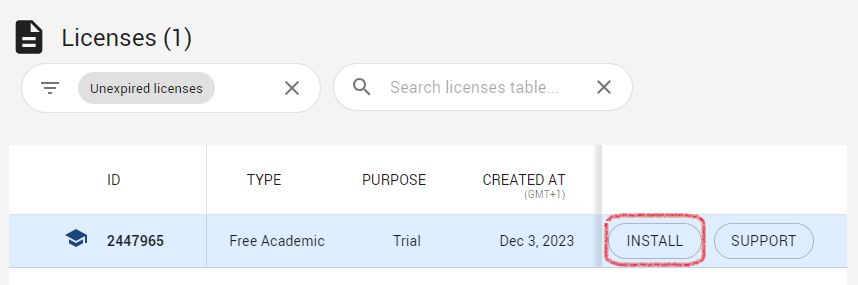 Licenses (1)
Unexpired licenses
Search licenses table...
ID TYPE PURPOSE CREATED AT
(GMT+1)
2447965 Free Academic Trial Dec 3, 2023 INSTALL SUPPORT